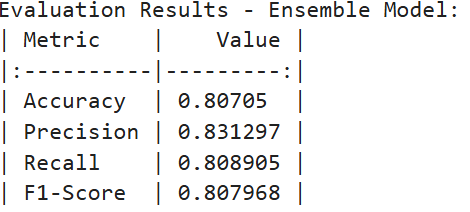 Evaluation Results - Ensemble Model:
| Metric    |    Value |
|:----------|---------:|
| Accuracy  | 0.80705  |
| Precision | 0.831297 |
| Recall    | 0.808905 |
| F1-Score  | 0.807968 |